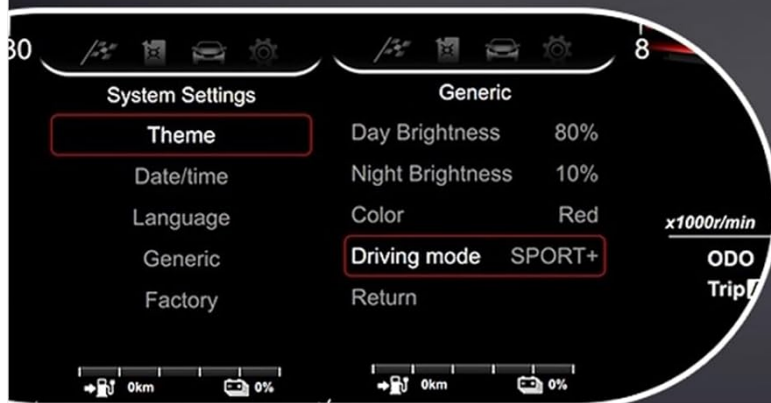 80
8
System Settings
Theme
Date/time
Language
Generic
Factory
0km
0%
Generic
Day Brightness 80%
Night Brightness 10%
Color Red
Driving mode SPORT+
Return
0km
0%
x1000r/min
ODO
Trip